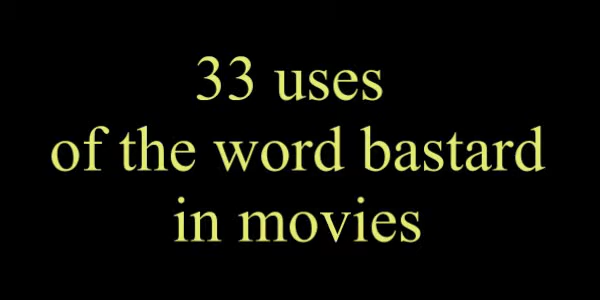 33 uses
of the word bastard
in movies